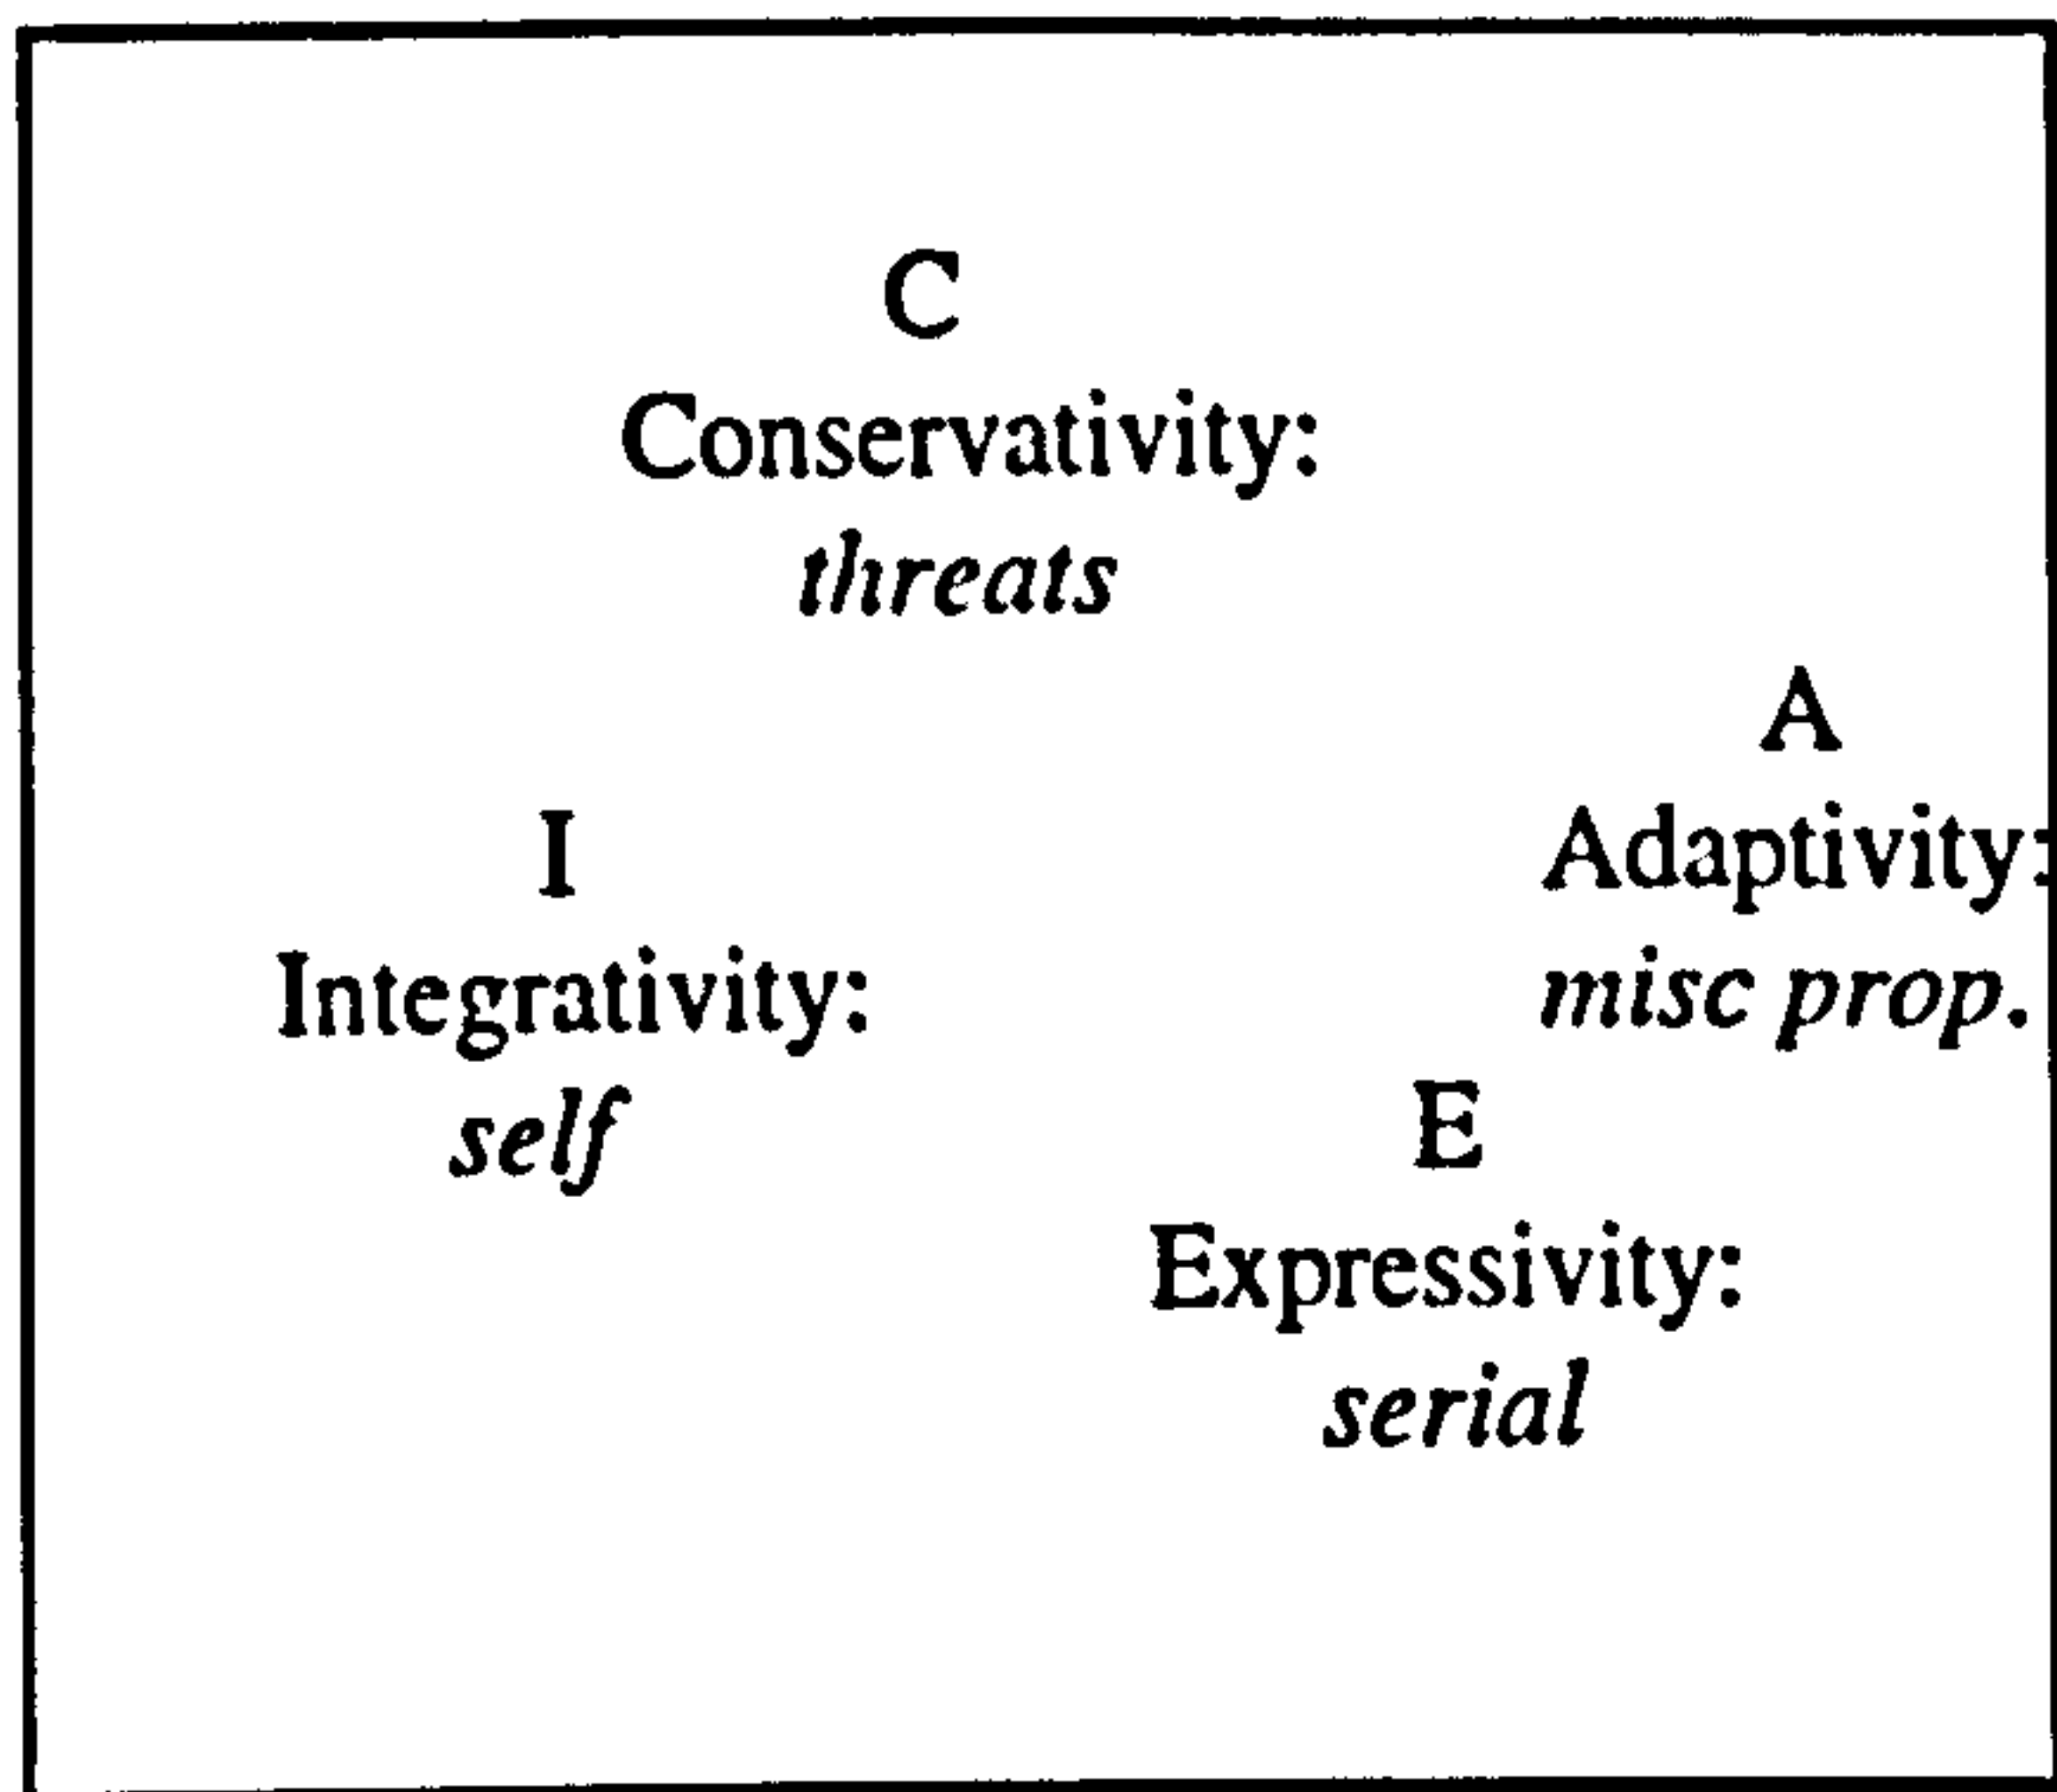 C
Conservativity:
threats
A
Adaptivity:
misc prop.
I
Integrativity:
self
E
Expressivity:
serial